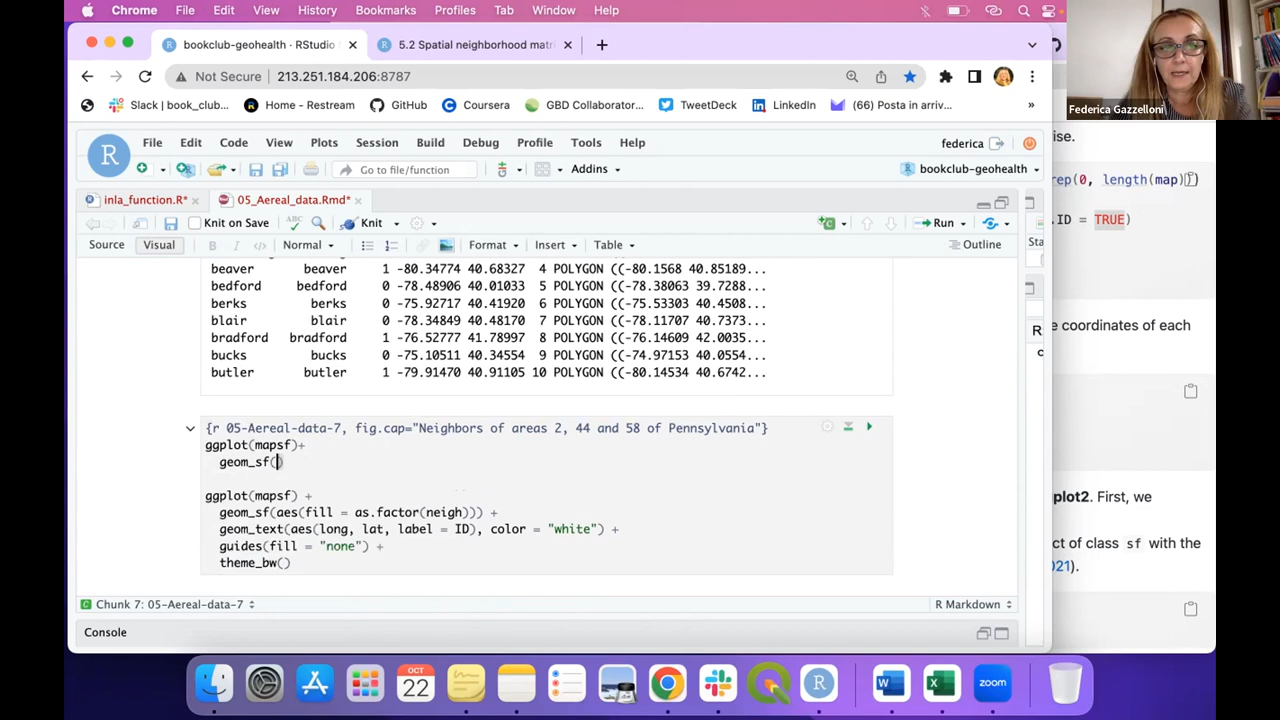 Chrome File Edit View History Bookmarks Profiles Tab Window Help
bookclub-geohealth · RStudio
5.2 Spatial neighborhood matr
Not Secure 213.251.184.206:8787
Slack | book_club... Home - Restream GitHub Coursera GBD Collaborator... TweetDeck LinkedIn (66) Posta in arriv... »
Federica Gazzelloni
File Edit Code View Plots Session Build Debug Profile Tools Help
federica
Go to file/function
Addins
bookclub-geohealth
inla_function.R*
05_Aereal_data.Rmd*
Knit on Save
ABC
Knit
Run
Source Visual B I Normal Format Insert Table Outline
Sta
beaver beaver 1 -80.34774 40.68327 4 POLYGON ((-80.1568 40.85189...
bedford bedford 0 -78.48906 40.01033 5 POLYGON ((-78.38063 39.7288...
berks berks 0 -75.92717 40.41920 6 POLYGON ((-75.53303 40.4508...
blair blair 0 -78.34849 40.48170 7 POLYGON ((-78.11707 40.7373...
bradford bradford 1 -76.52777 41.78997 2 POLYGON ((-76.14609 42.0035...
bucks bucks 0 -75.10511 40.34554 9 POLYGON ((-74.97153 40.0554...
butler butler 1 -79.91470 40.91105 10 POLYGON ((-80.14534 40.6742...
{r 05-Aereal-data-7, fig.cap="Neighbors of areas 2, 44 and 58 of Pennsylvania"}
ggplot(mapsf)+
geom_sf()
ggplot(mapsf) +
geom_sf(aes(fill = as.factor(neigh))) +
geom_text(aes(long, lat, label = ID), color = "white") +
guides(fill = "none") +
theme_bw()
Chunk 7: 05-Aereal-data-7
R Markdown
Console
R
c
ise.
rep(0, length(map))
.ID = TRUE)
e coordinates of each
plot2. First, we
ct of class sf with the
021).
OCT
22
W
X
zoom